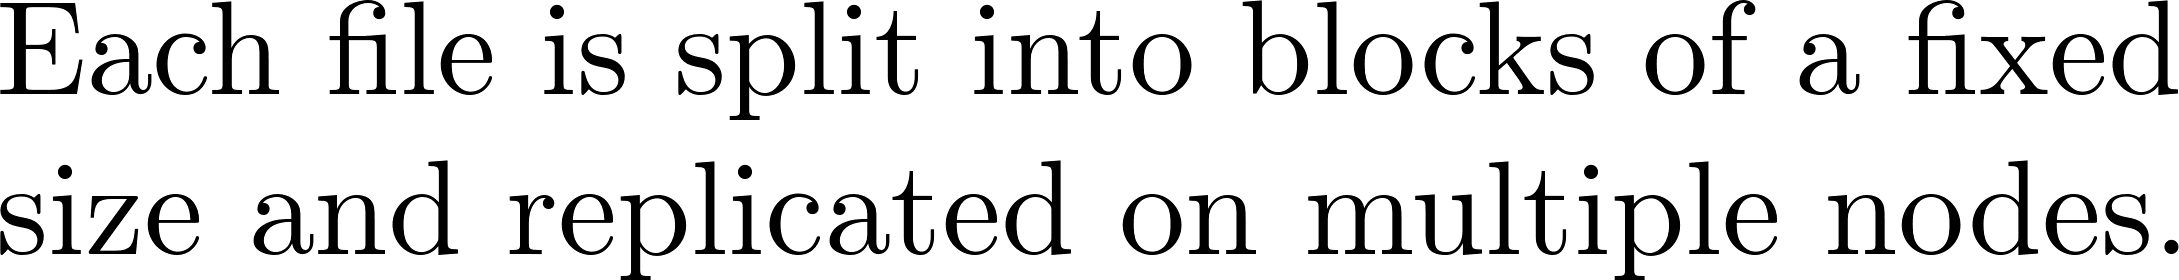 Each file is split into blocks of a fixed
size and replicated on multiple nodes.